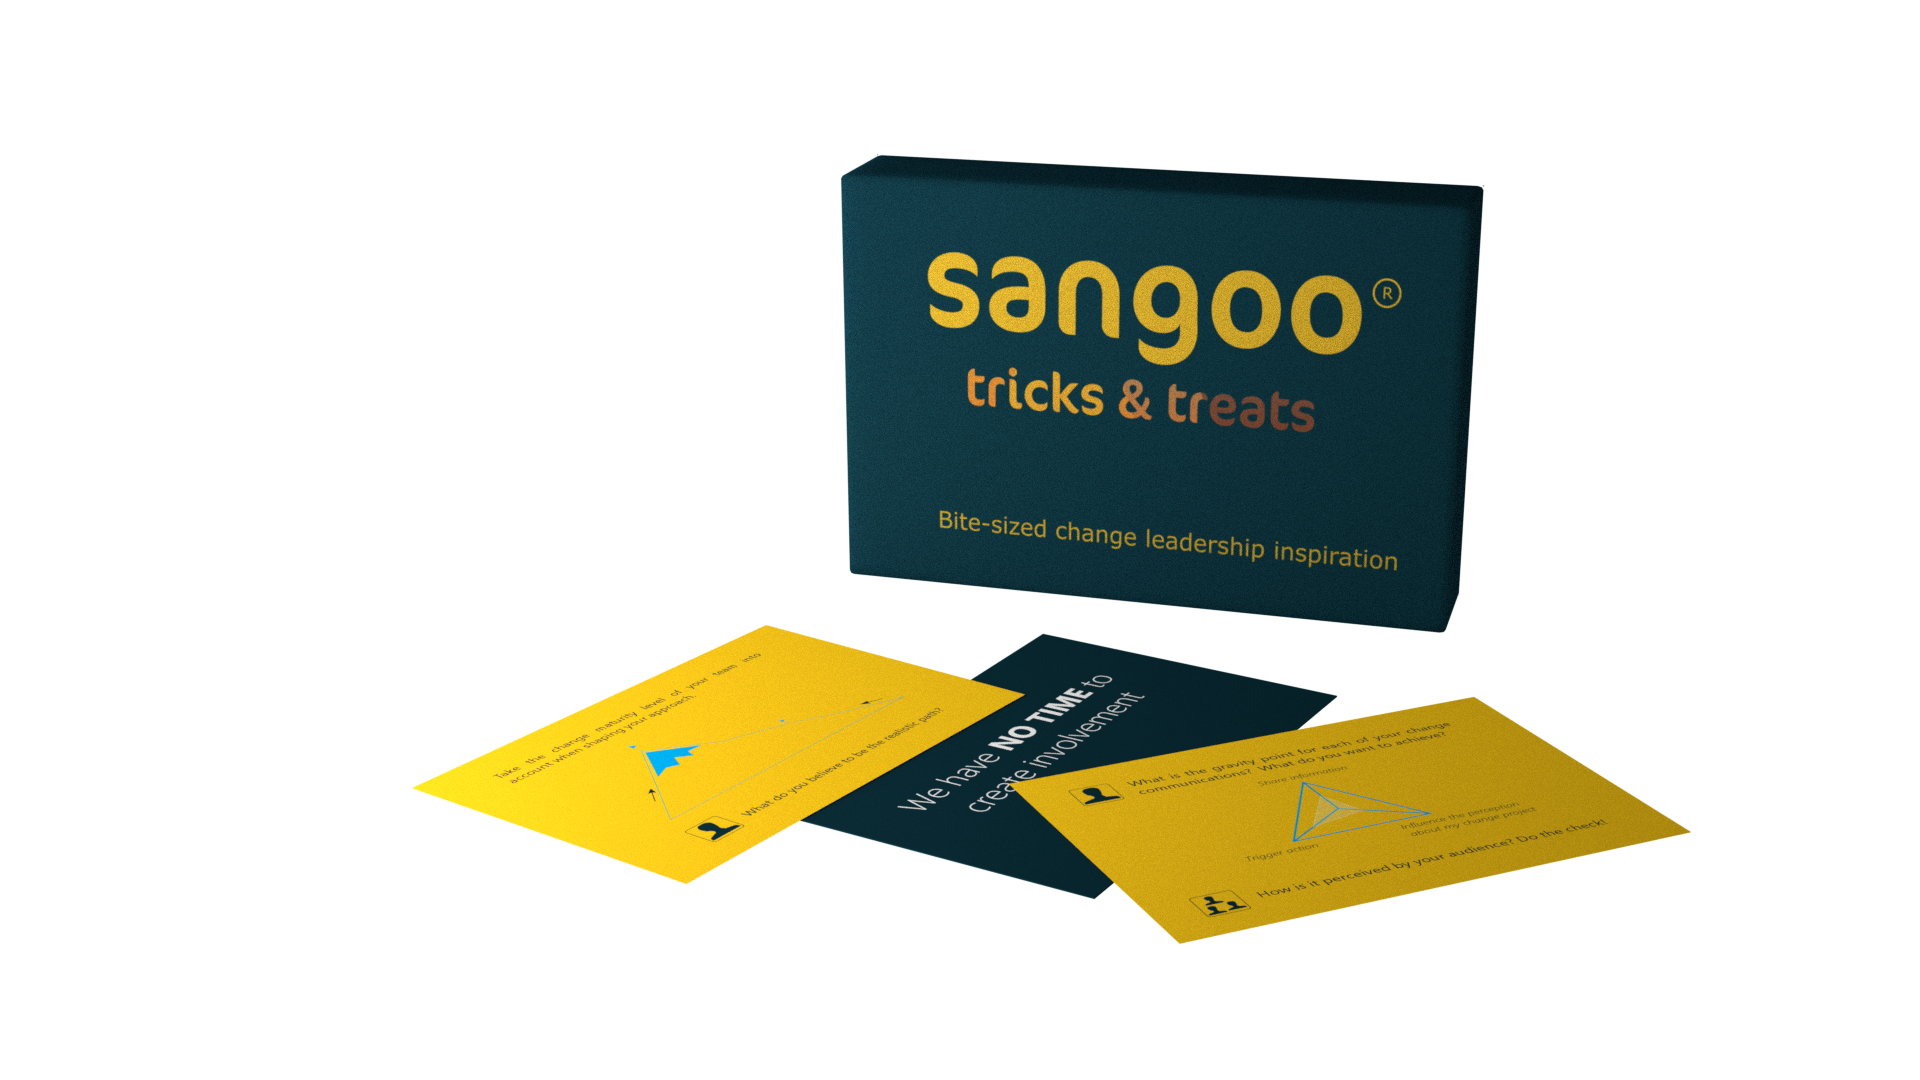 sangoo®
tricks & treats
Bite-sized change leadership inspiration
Take the change maturity level of your team into
account when shaping your approach.
What do you believe to be the realistic path?
We have NO TIME to
create involvement
What is the gravity point for each of your change
communications? What do you want to achieve?
Share information
Influence the perception
about my change project
Trigger action
How is it perceived by your audience? Do the check!